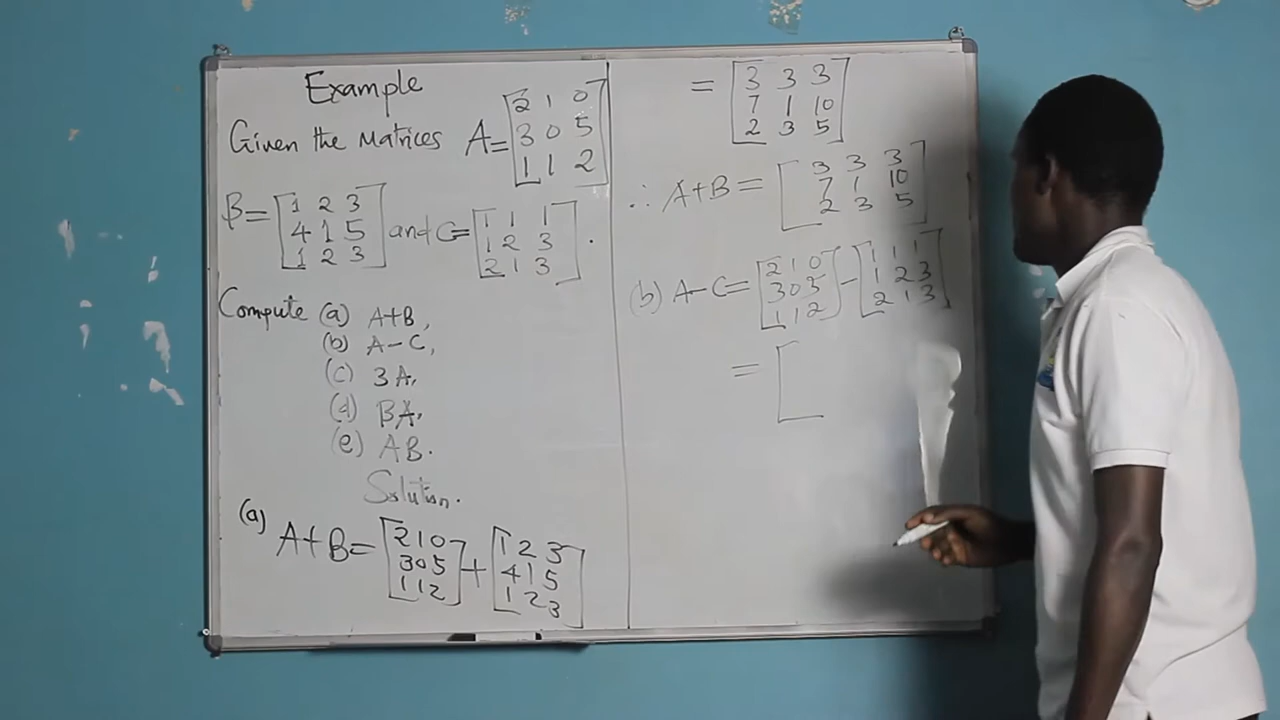 Example
Given the Matrices A= [2 1 0
3 0 5
1 1 2]
B= [1 2 3
4 1 5
1 2 3] and C= [1 1 1
1 2 3
2 1 3].
Compute (a) A+B,
(b) A-C,
(c) 3A,
(d) BA,
(e) AB.
Solution.
(a) A+B= [2 1 0
3 0 5
1 1 2] + [1 2 3
4 1 5
1 2 3]
= [3 3 3
7 1 10
2 3 5]
∴ A+B = [3 3 3
7 1 10
2 3 5]
(b) A-C= [2 1 0
3 0 5
1 1 2] - [1 1 1
1 2 3
2 1 3]
= [